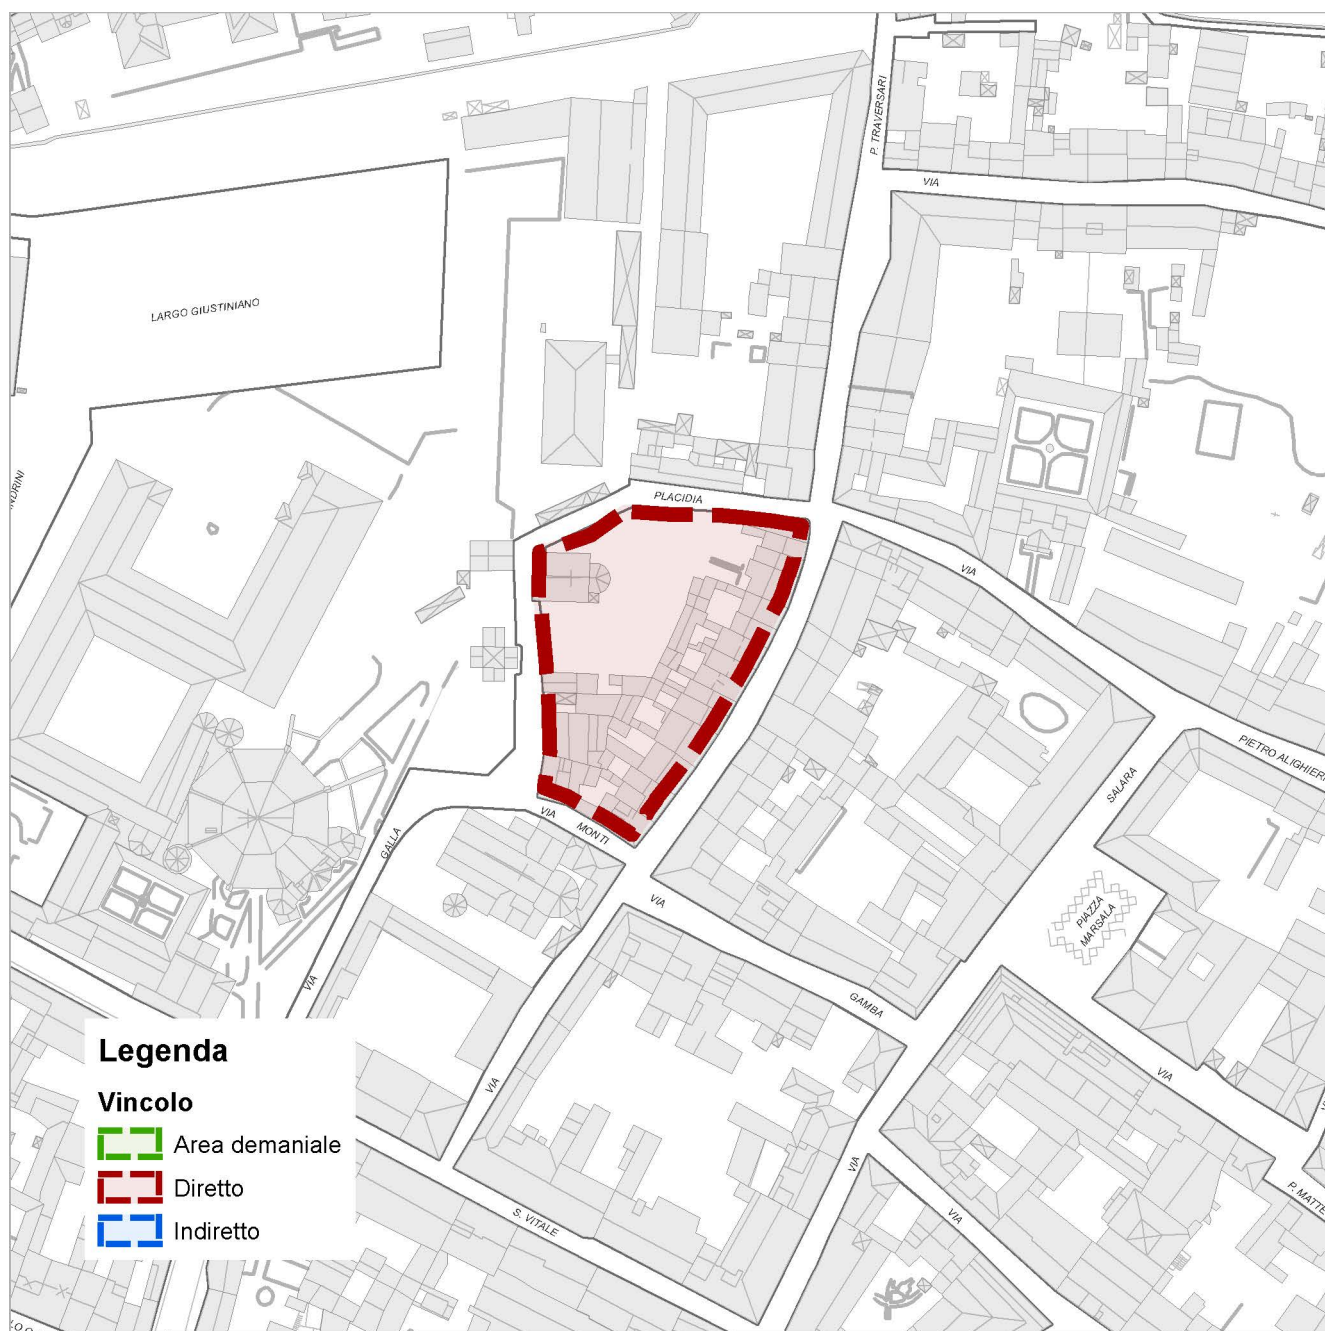 P. TRAVERSARI
VIA
LARGO GIUSTINIANO
PLACIDIA
VIA
PIETRO ALIGHIERI
SALARA
GALLA
VIA
MONTI
VIA
PIAZZA
MARSALA
VIA
GAMBA
VIA
VIA
VIA
S. VITALE
VIA
P. MATTE
Legenda
Vincolo
Area demaniale
Diretto
Indiretto